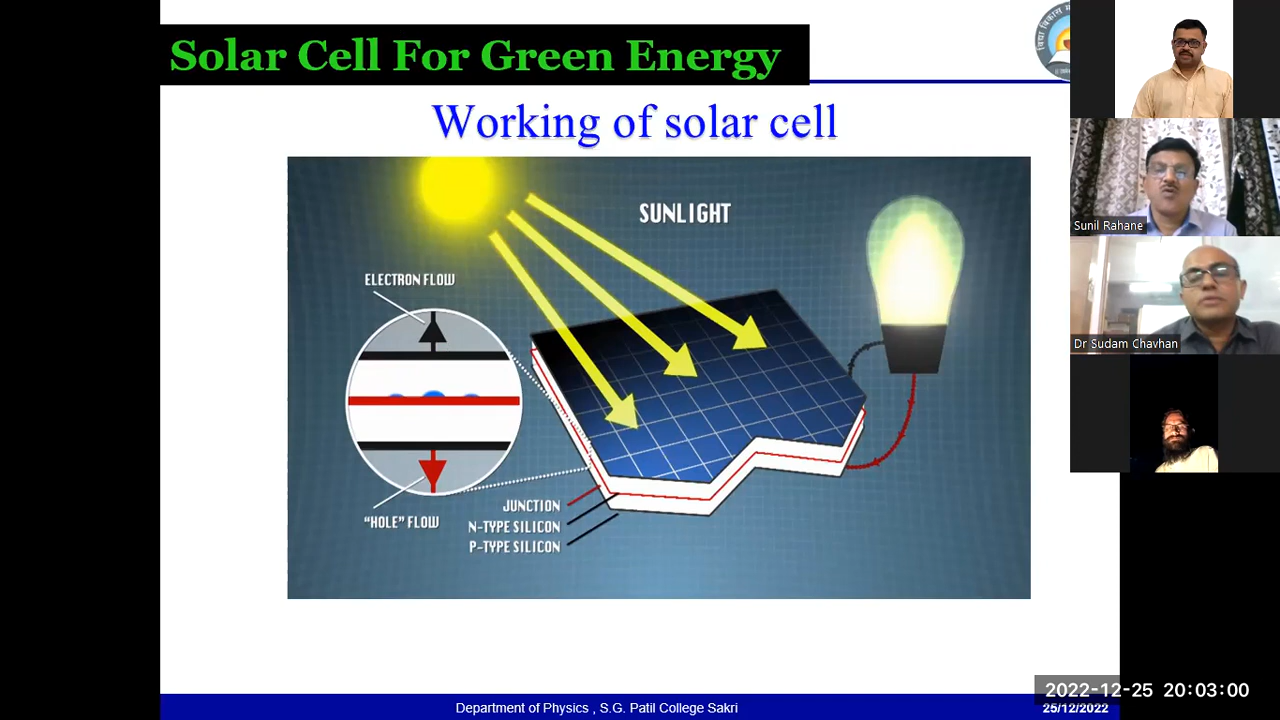 Solar Cell For Green Energy
Working of solar cell
SUNLIGHT
ELECTRON FLOW
"HOLE" FLOW
JUNCTION
N-TYPE SILICON
P-TYPE SILICON
Sunil Rahane
Dr Sudam Chavhan
2022-12-25 20:03:00
Department of Physics , S.G. Patil College Sakri
25/12/2022